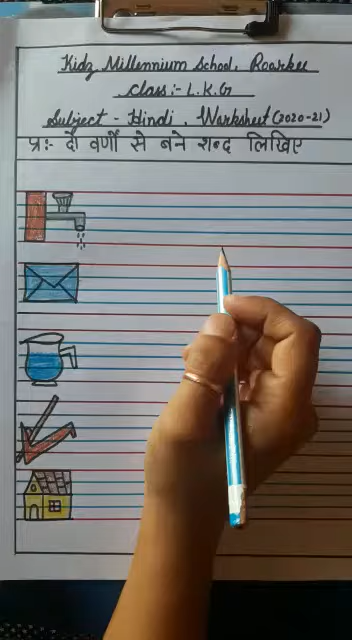 Kidz Millennium School, Roorkee
Class:- L.K.G
Subject - Hindi. Worksheet (2020-21)
प्र:- दो वर्णों से बने शब्द लिखिए